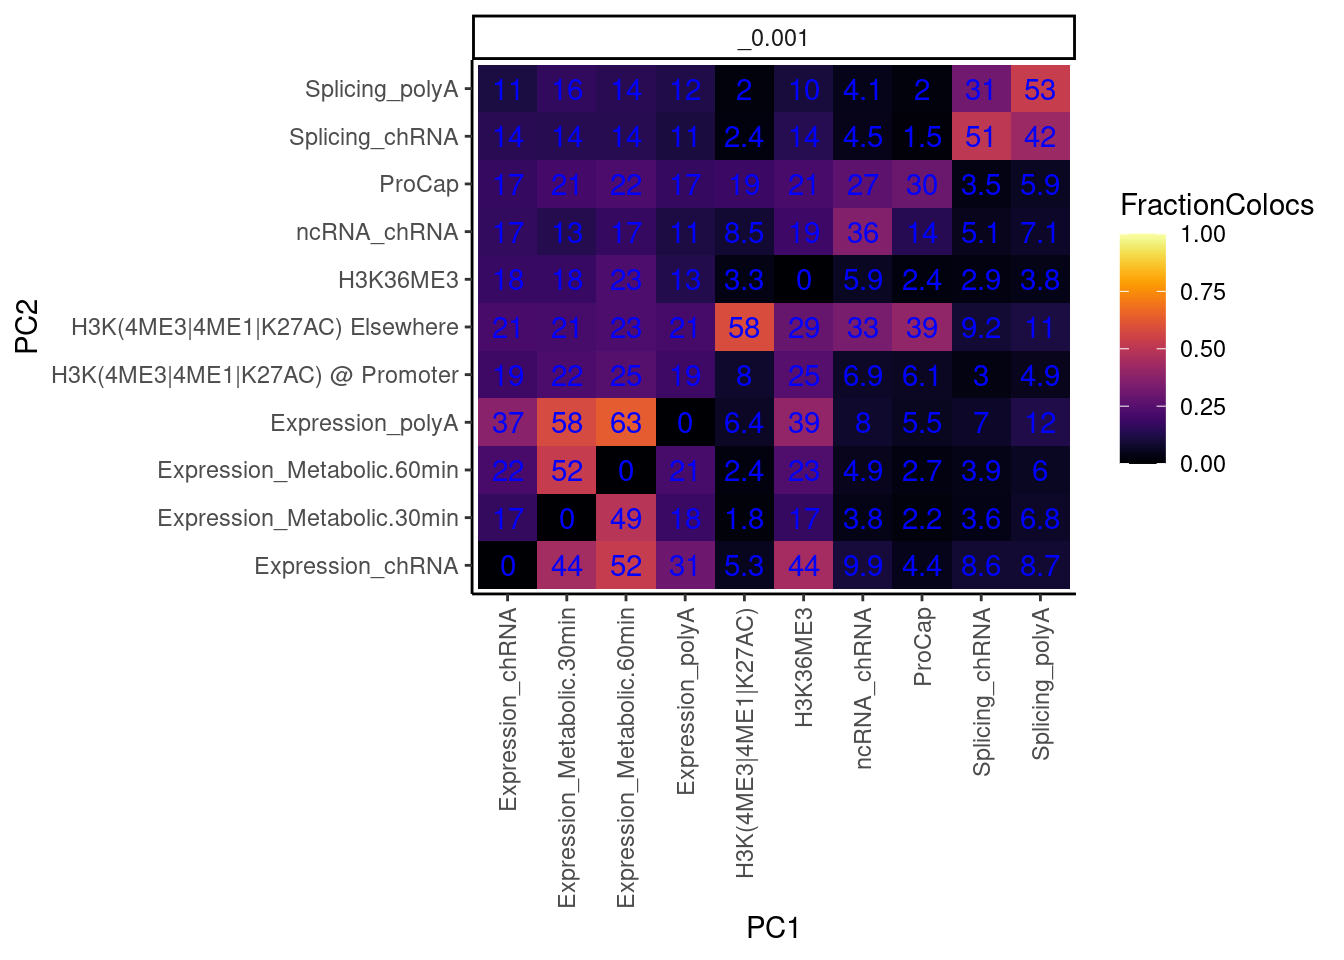 _0.001
Splicing_polyA 11 16 14 12 2 10 4.1 2 31 53
Splicing_chRNA 14 14 14 11 2.4 14 4.5 1.5 51 42
ProCap 17 21 22 17 19 21 27 30 3.5 5.9
ncRNA_chRNA 17 13 17 11 8.5 19 36 14 5.1 7.1
H3K36ME3 18 18 23 13 3.3 0 5.9 2.4 2.9 3.8
H3K(4ME3|4ME1|K27AC) Elsewhere 21 21 23 21 58 29 33 39 9.2 11
H3K(4ME3|4ME1|K27AC) @ Promoter 19 22 25 19 8 25 6.9 6.1 3 4.9
Expression_polyA 37 58 63 0 6.4 39 8 5.5 7 12
Expression_Metabolic.60min 22 52 0 21 2.4 23 4.9 2.7 3.9 6
Expression_Metabolic.30min 17 0 49 18 1.8 17 3.8 2.2 3.6 6.8
Expression_chRNA 0 44 52 31 5.3 44 9.9 4.4 8.6 8.7
PC2
Expression_chRNA
Expression_Metabolic.30min
Expression_Metabolic.60min
Expression_polyA
H3K(4ME3|4ME1|K27AC)
H3K36ME3
ncRNA_chRNA
ProCap
Splicing_chRNA
Splicing_polyA
PC1
FractionColocs
1.00
0.75
0.50
0.25
0.00